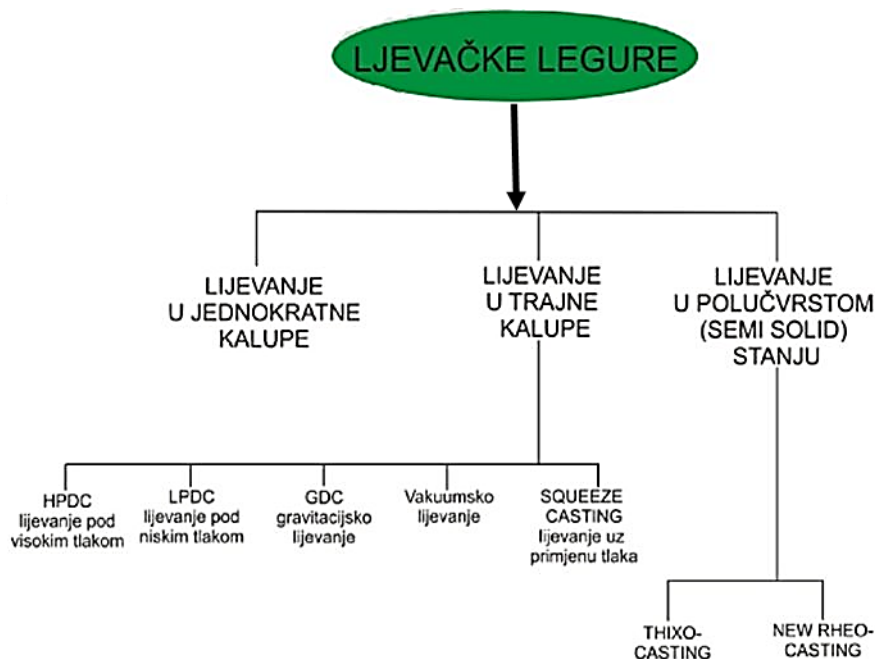 LJEVAČKE LEGURE
LIJEVANJE
U JEDNOKRATNE
KALUPE
LIJEVANJE
U TRAJNE
KALUPE
LIJEVANJE
U POLUČVRSTOM
(SEMI SOLID)
STANJU
HPDC
lijevanje pod
visokim tlakom
LPDC
lijevanje pod
niskim tlakom
GDC
gravitacijsko
lijevanje
Vakuumsko
lijevanje
SQUEEZE
CASTING
lijevanje uz
primjenu tlaka
THIXO-
CASTING
NEW RHEO-
CASTING